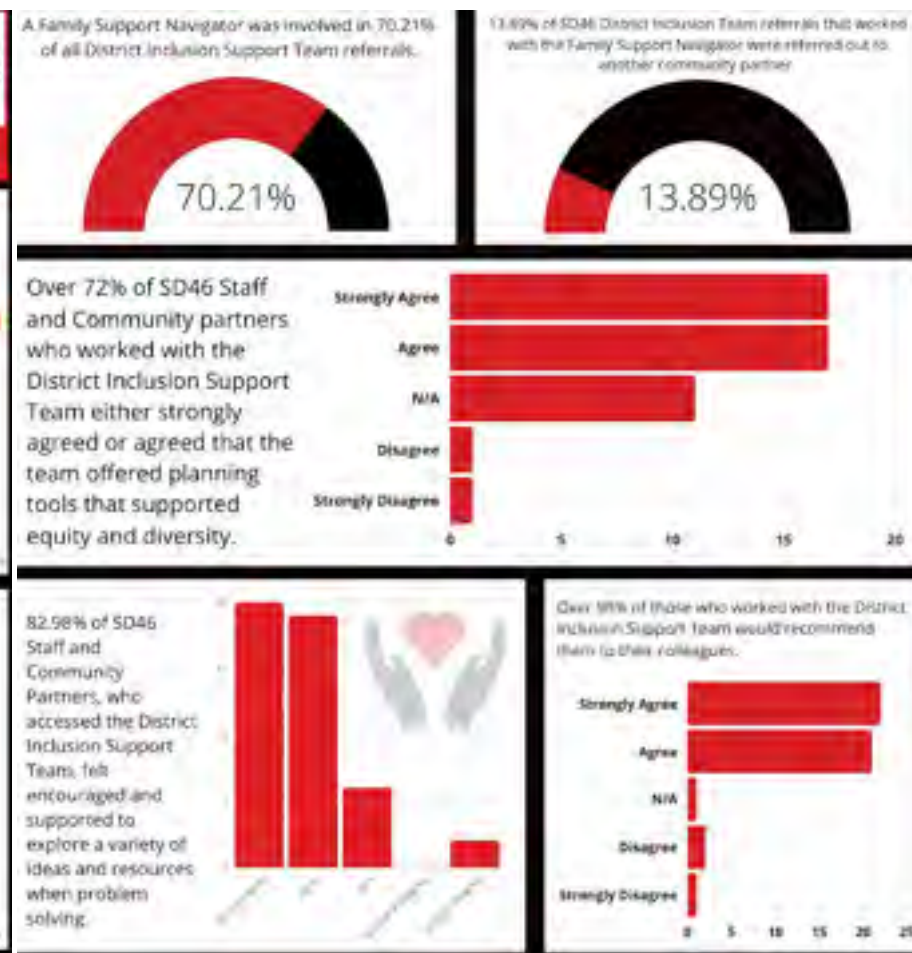 A Family Support Navigator was involved in 70.21%
of all District Inclusion Support Team referrals.
70.21%
13.89% of SD46 District Inclusion Team referrals that worked
with the Family Support Navigator were referred out to
another community partner
13.89%
Over 72% of SD46 Staff
and Community partners
who worked with the
District Inclusion Support
Team either strongly
agreed or agreed that the
team offered planning
tools that supported
equity and diversity.
Strongly Agree
Agree
N/A
Disagree
Strongly Disagree
0 5 10 15 20
82.98% of SD46
Staff and
Community
Partners, who
accessed the District
Inclusion Support
Team, felt
encouraged and
supported to
explore a variety of
ideas and resources
when problem
solving.
Over of those who worked with the District
Inclusion Support Team would recommend
them to their colleagues.
Strongly Agree
Agree
N/A
Disagree
Strongly Disagree
0 5 10 15 20 25